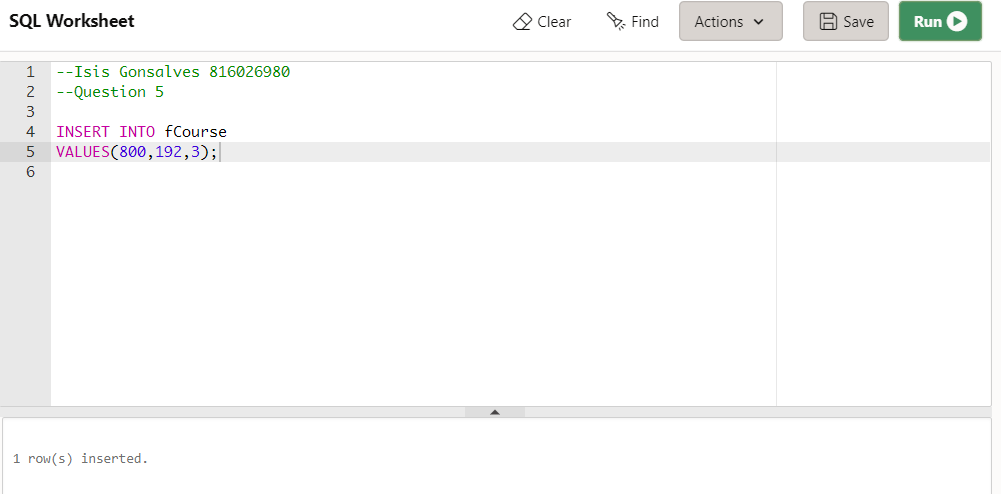 SQL Worksheet Clear Find Actions Save Run
1 --Isis Gonsalves 816026980
2 --Question 5
3
4 INSERT INTO fCourse
5 VALUES(800,192,3);
6
1 row(s) inserted.